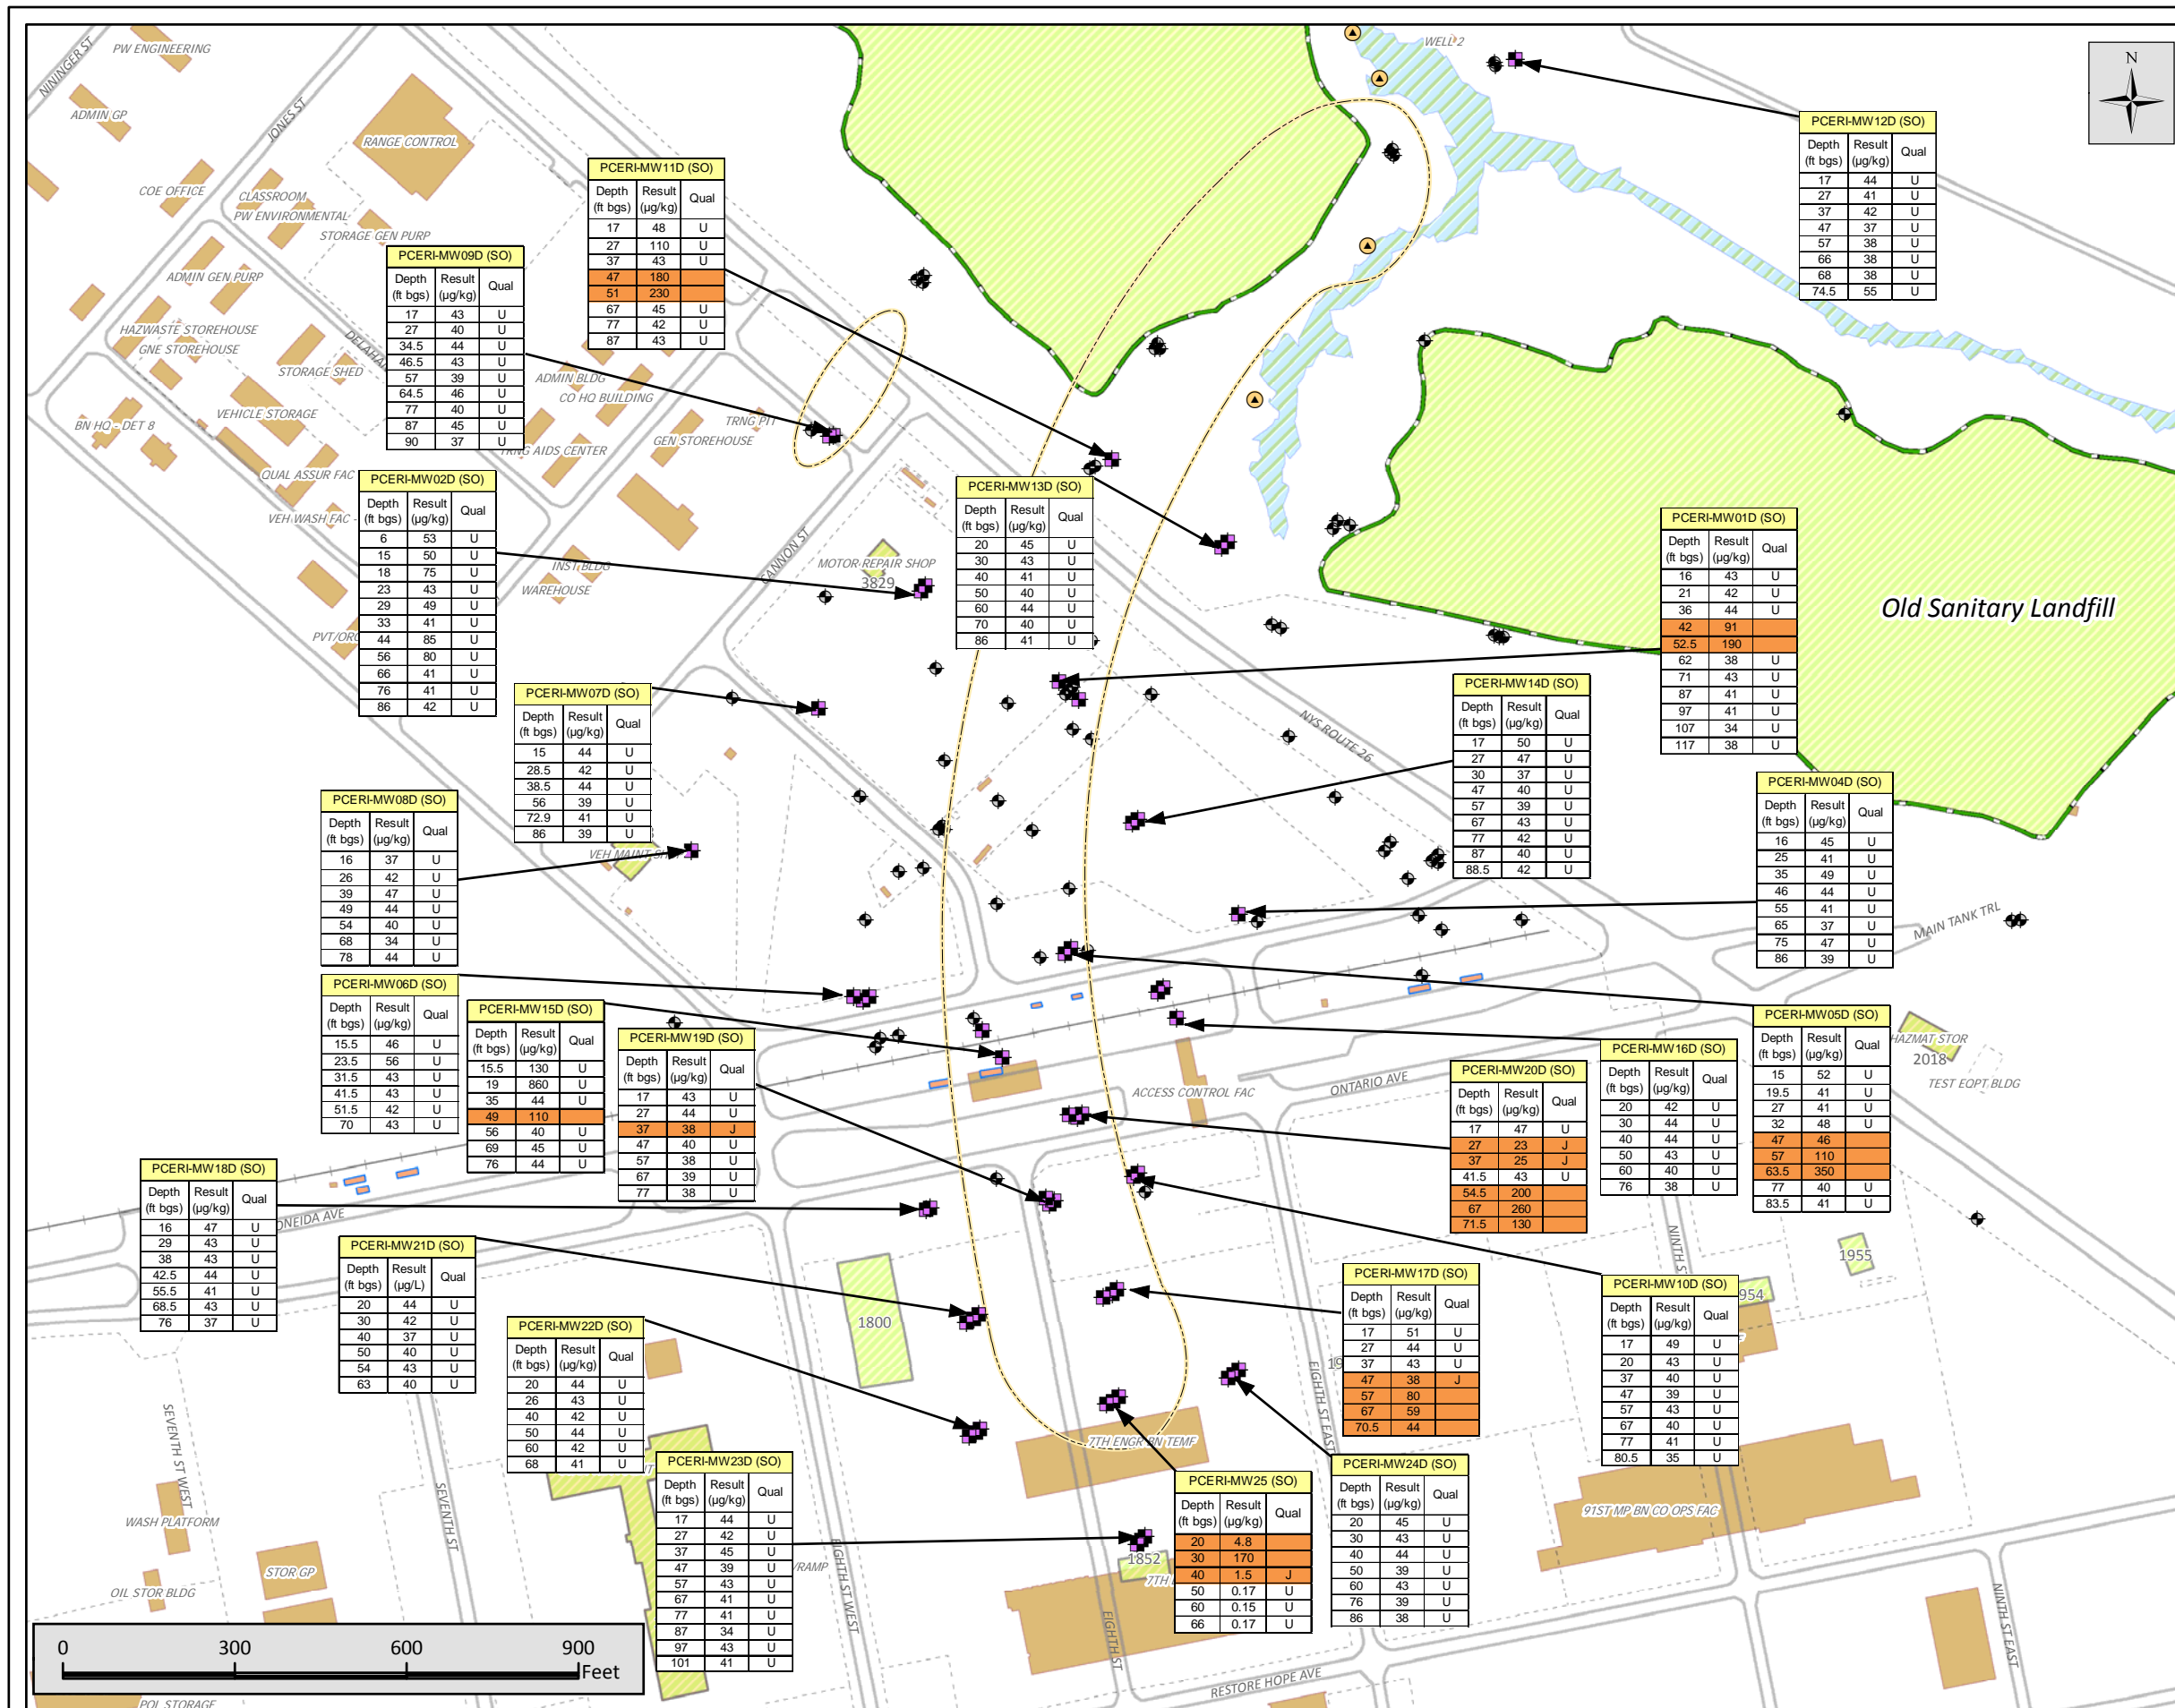 PW ENGINEERING
NININGER ST
ADMIN GP
JONES ST
RANGE CONTROL
COE OFFICE
CLASSROOM
PW ENVIRONMENTAL
STORAGE GEN PURP
ADMIN GEN PURP
HAZWASTE STOREHOUSE
GNE STOREHOUSE
STORAGE SHED
VEHICLE STORAGE
BN HQ - DET 8
QUAL ASSUR FAC
VEH WASH FAC
ADMIN BLDG
CO HQ BUILDING
TRNG AIDS CENTER
GEN STOREHOUSE
TRNG PIT
CANNON ST
INST BLDG
WAREHOUSE
MOTOR REPAIR SHOP
3829
WELL 2
N
Old Sanitary Landfill
NYS ROUTE 26
MAIN TANK TRL
HAZMAT STOR
2018
TEST EQPT BLDG
ONTARIO AVE
ACCESS CONTROL FAC
ONEIDA AVE
1800
1955
7TH ENGR BN TEMF
1852
91ST MP BN CO OPS FAC
WASH PLATFORM
STOR GP
OIL STOR BLDG
POL STORAGE
SEVENTH ST WEST
SEVENTH ST
EIGHTH ST WEST
EIGHTH ST
EIGHTH ST EAST
NINTH ST EAST
RESTORE HOPE AVE
PCERI-MW11D (SO)
Depth (ft bgs) Result (µg/kg) Qual
17 48 U
27 110 U
37 43 U
47 180
51 230
67 45 U
77 42 U
87 43 U
PCERI-MW12D (SO)
Depth (ft bgs) Result (µg/kg) Qual
17 44 U
27 41 U
37 42 U
47 37 U
57 38 U
66 38 U
68 38 U
74.5 55 U
PCERI-MW09D (SO)
Depth (ft bgs) Result (µg/kg) Qual
17 43 U
27 40 U
34.5 44 U
46.5 43 U
57 39 U
64.5 46 U
77 40 U
87 45 U
90 37 U
PCERI-MW02D (SO)
Depth (ft bgs) Result (µg/kg) Qual
6 53 U
15 50 U
18 75 U
23 43 U
29 49 U
33 41 U
44 85 U
56 80 U
66 41 U
76 41 U
86 42 U
PCERI-MW13D (SO)
Depth (ft bgs) Result (µg/kg) Qual
20 45 U
30 43 U
40 41 U
50 40 U
60 44 U
70 40 U
86 41 U
PCERI-MW01D (SO)
Depth (ft bgs) Result (µg/kg) Qual
16 43 U
21 42 U
36 44 U
42 91
52.5 190
62 38 U
71 43 U
87 41 U
97 41 U
107 34 U
117 38 U
PCERI-MW07D (SO)
Depth (ft bgs) Result (µg/kg) Qual
15 44 U
28.5 42 U
38.5 44 U
56 39 U
72.9 41 U
86 39 U
PCERI-MW14D (SO)
Depth (ft bgs) Result (µg/kg) Qual
17 50 U
27 47 U
30 37 U
47 40 U
57 39 U
67 43 U
77 42 U
87 40 U
88.5 42 U
PCERI-MW08D (SO)
Depth (ft bgs) Result (µg/kg) Qual
16 37 U
26 42 U
39 47 U
49 44 U
54 40 U
68 34 U
78 44 U
PCERI-MW04D (SO)
Depth (ft bgs) Result (µg/kg) Qual
16 45 U
25 41 U
35 49 U
46 44 U
55 41 U
65 37 U
75 47 U
86 39 U
PCERI-MW06D (SO)
Depth (ft bgs) Result (µg/kg) Qual
15.5 46 U
23.5 56 U
31.5 43 U
41.5 43 U
51.5 42 U
70 43 U
PCERI-MW15D (SO)
Depth (ft bgs) Result (µg/kg) Qual
15.5 130 U
19 860 U
35 44 U
49 110
56 40 U
69 45 U
76 44 U
PCERI-MW19D (SO)
Depth (ft bgs) Result (µg/kg) Qual
17 43 U
27 44 U
37 38 J
47 40 U
57 38 U
67 39 U
77 38 U
PCERI-MW20D (SO)
Depth (ft bgs) Result (µg/kg) Qual
17 47 U
27 23 J
37 25 J
41.5 43 U
54.5 200
67 260
71.5 130
PCERI-MW16D (SO)
Depth (ft bgs) Result (µg/kg) Qual
20 42 U
30 44 U
40 44 U
50 43 U
60 40 U
76 38 U
PCERI-MW05D (SO)
Depth (ft bgs) Result (µg/kg) Qual
15 52 U
19.5 41 U
27 41 U
32 48 U
47 46
57 110
63.5 350
77 40 U
83.5 41 U
PCERI-MW18D (SO)
Depth (ft bgs) Result (µg/kg) Qual
16 47 U
29 43 U
38 43 U
42.5 44 U
55.5 41 U
68.5 43 U
76 37 U
PCERI-MW21D (SO)
Depth (ft bgs) Result (µg/L) Qual
20 44 U
30 42 U
40 37 U
50 40 U
54 43 U
63 40 U
PCERI-MW22D (SO)
Depth (ft bgs) Result (µg/kg) Qual
20 44 U
26 43 U
40 42 U
50 44 U
60 42 U
68 41 U
PCERI-MW17D (SO)
Depth (ft bgs) Result (µg/kg) Qual
17 51 U
27 44 U
37 43 U
47 38 J
57 80
67 59
70.5 44
PCERI-MW10D (SO)
Depth (ft bgs) Result (µg/kg) Qual
17 49 U
20 43 U
37 40 U
47 39 U
57 43 U
67 40 U
77 41 U
80.5 35 U
PCERI-MW23D (SO)
Depth (ft bgs) Result (µg/kg) Qual
17 44 U
27 42 U
37 45 U
47 39 U
57 43 U
67 41 U
77 41 U
87 34 U
97 43 U
101 41 U
PCERI-MW25 (SO)
Depth (ft bgs) Result (µg/kg) Qual
20 4.8
30 170
40 1.5 J
50 0.17 U
60 0.15 U
66 0.17 U
PCERI-MW24D (SO)
Depth (ft bgs) Result (µg/kg) Qual
20 45 U
30 43 U
40 44 U
50 39 U
60 43 U
76 39 U
86 38 U
0 300 600 900
Feet